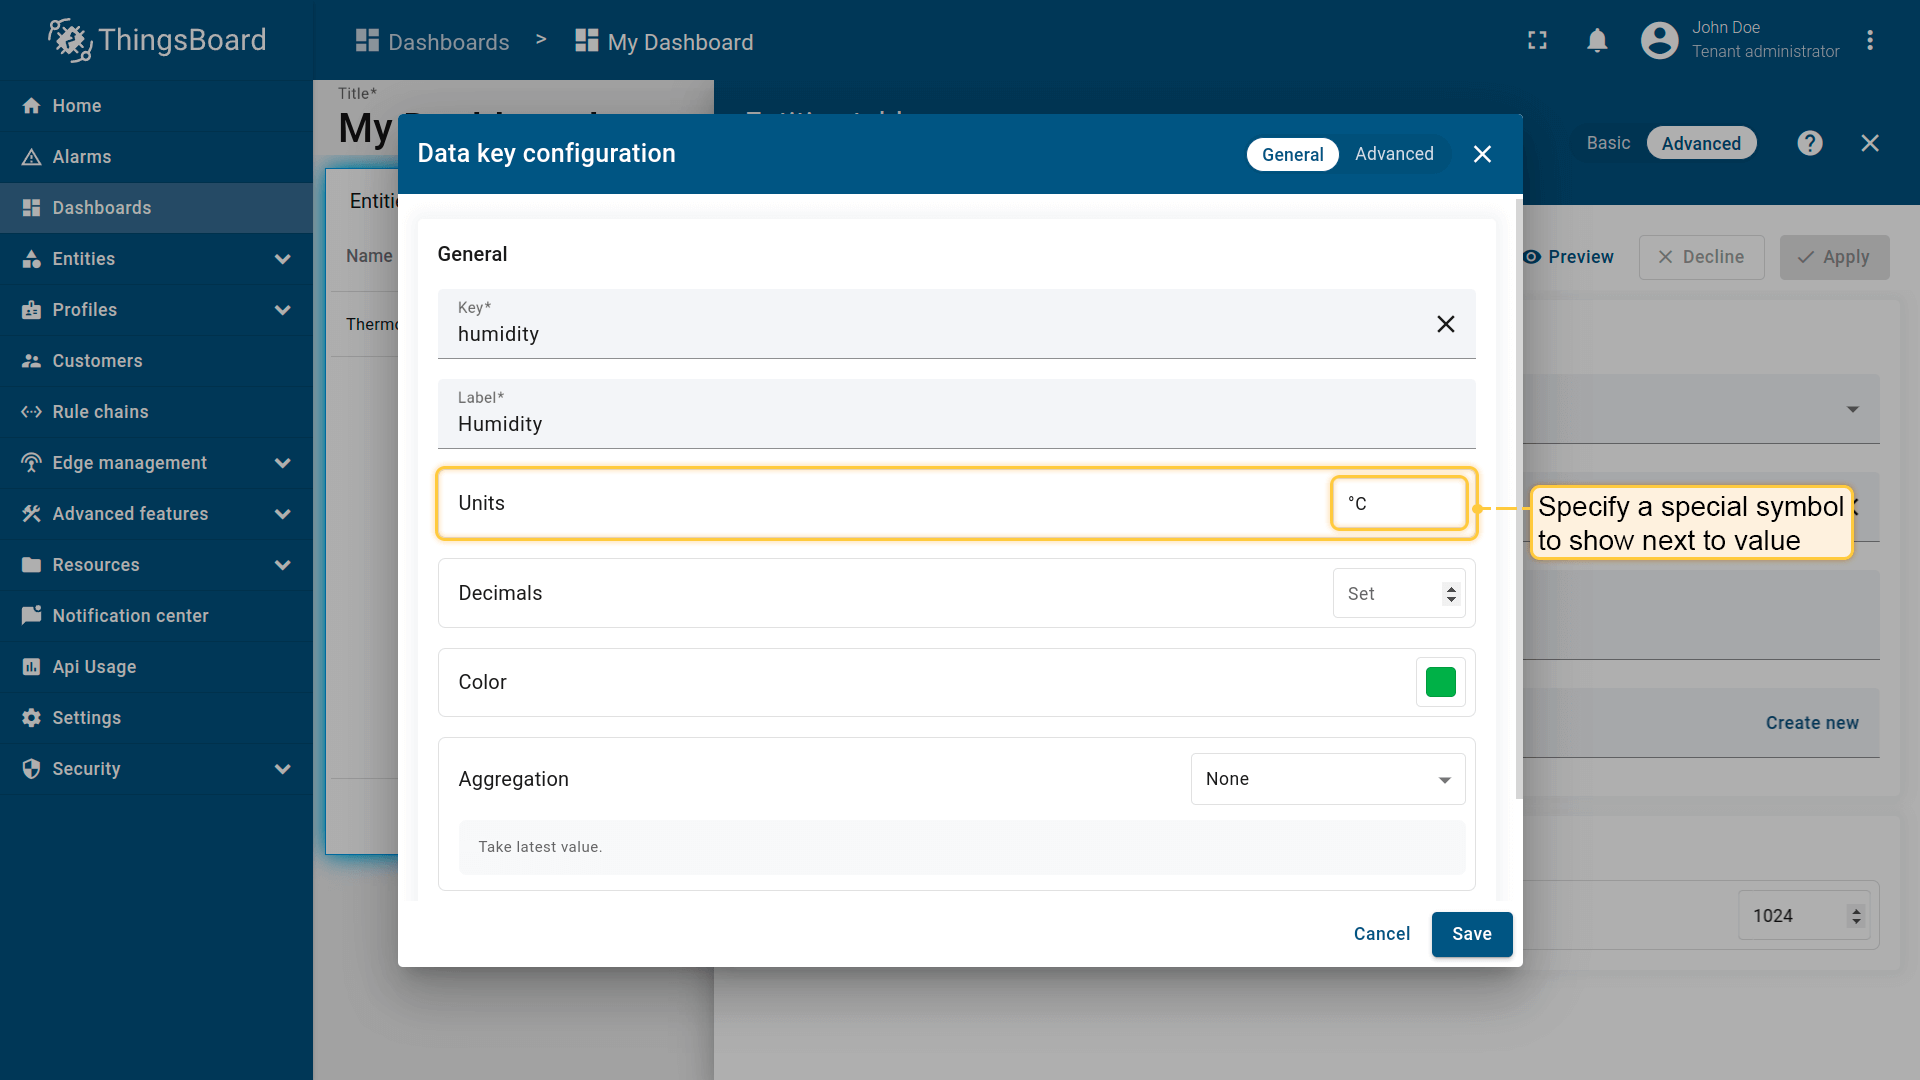 ThingsBoard
Dashboards > My Dashboard
John Doe
Tenant administrator
Home
Alarms
Dashboards
Entities
Profiles
Customers
Rule chains
Edge management
Advanced features
Resources
Notification center
Api Usage
Settings
Security
Title*
My
Name
Basic
Advanced
Preview
Decline
Apply
Create new
1024
Data key configuration
General
Advanced
General
Key*
humidity
Label*
Humidity
Units
°C
Specify a special symbol
to show next to value
Decimals
Set
Color
Aggregation
None
Take latest value.
Cancel
Save